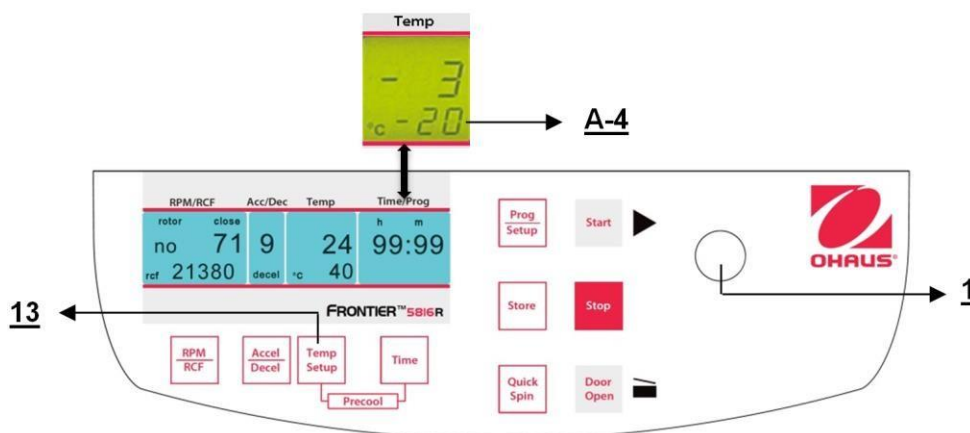 Temp
- 3
°C -20
A-4
RPM/RCF Acc/Dec Temp Time/Prog
rotor close h m
no 71 9 24 99:99
rcf 21380 decel °C 40
FRONTIER™ 5816R
13
RPM
RCF
Accel
Decel
Temp
Setup
Time
Precool
Prog
Setup
Start
Store
Stop
Quick
Spin
Door
Open
OHAUS®
1